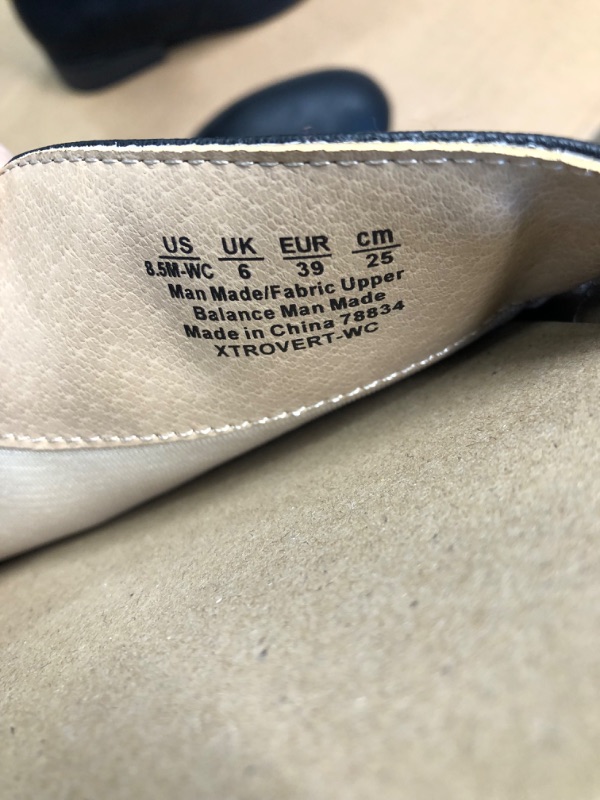 US UK EUR cm
8.5M-WC 6 39 25
Man Made/Fabric Upper
Balance Man Made
Made in China 78834
XTROVERT-WC